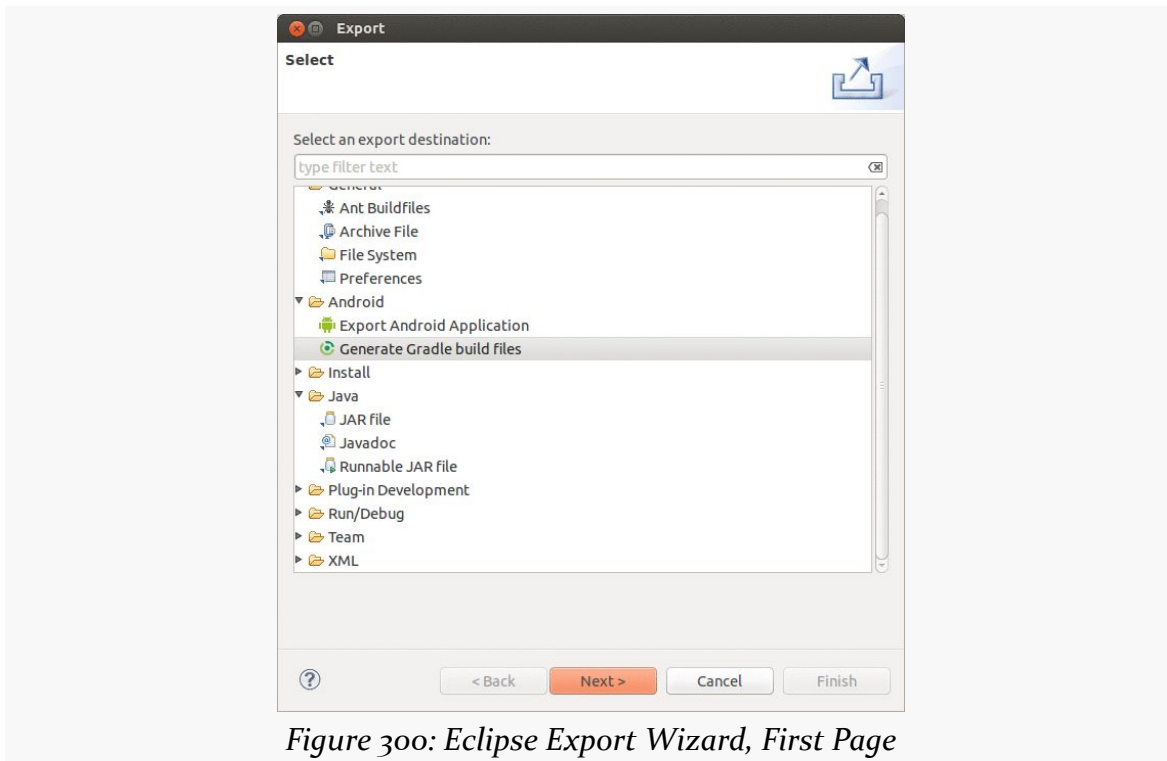 Export
Select
Select an export destination:
type filter text
General
Ant Buildfiles
Archive File
File System
Preferences
Android
Export Android Application
Generate Gradle build files
Install
Java
JAR file
Javadoc
Runnable JAR file
Plug-in Development
Run/Debug
Team
XML
< Back
Next >
Cancel
Finish
Figure 300: Eclipse Export Wizard, First Page